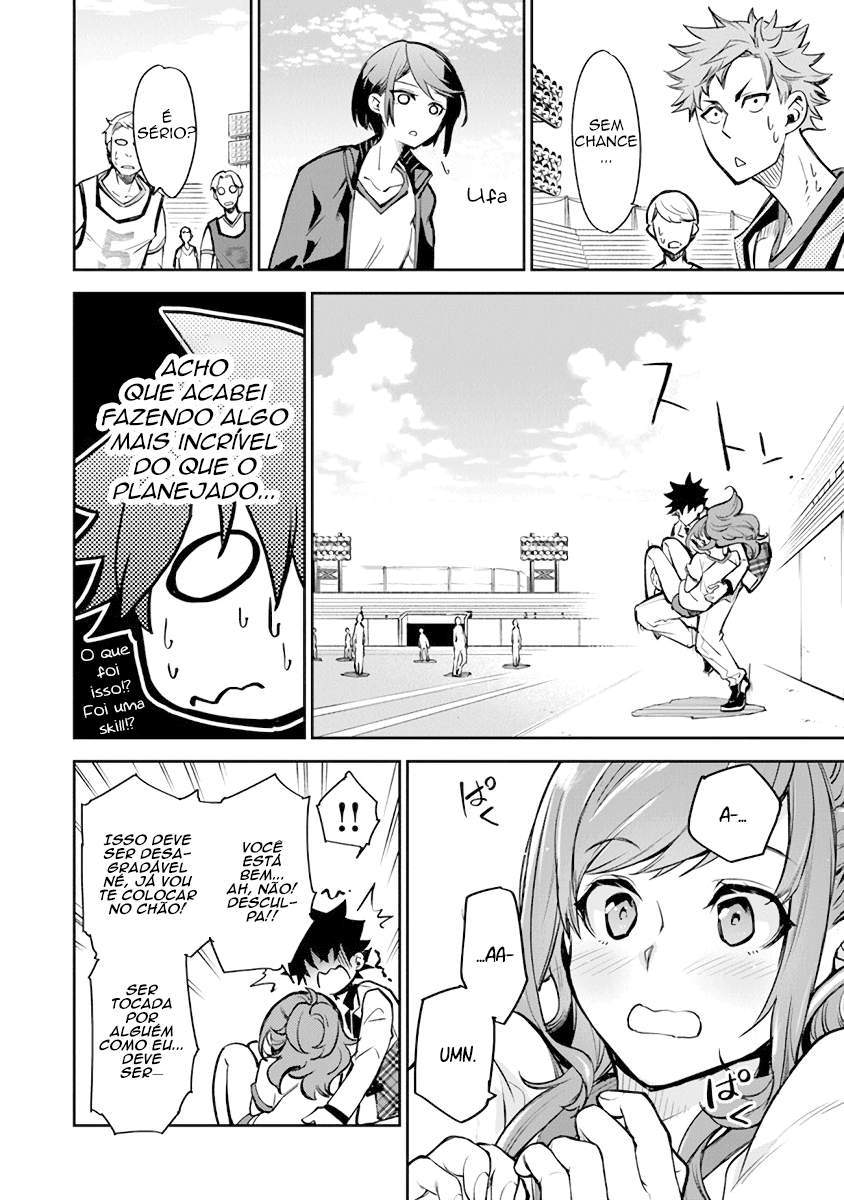 SEM
CHANCE
...
Ufa
É
SÉRIO?
ストン
ACHO
QUE ACABEI
FAZENDO ALGO
MAIS INCRÍVEL
DO QUE O
PLANEJADO...
O que
foi
isso!?
Foi uma
skill!?
A-...
ぱく
...AA-
UMN.
ぱく
!!
VOCÊ
ESTÁ
BEM...
AH, NÃO!
DESCUL-
PA!!
ISSO DEVE
SER DESA-
GRADÁVEL
NÉ, JÁ VOU
TE COLOCAR
NO CHÃO!
SER
TOCADA
POR
ALGUÉM
COMO EU...
DEVE
SER—
5